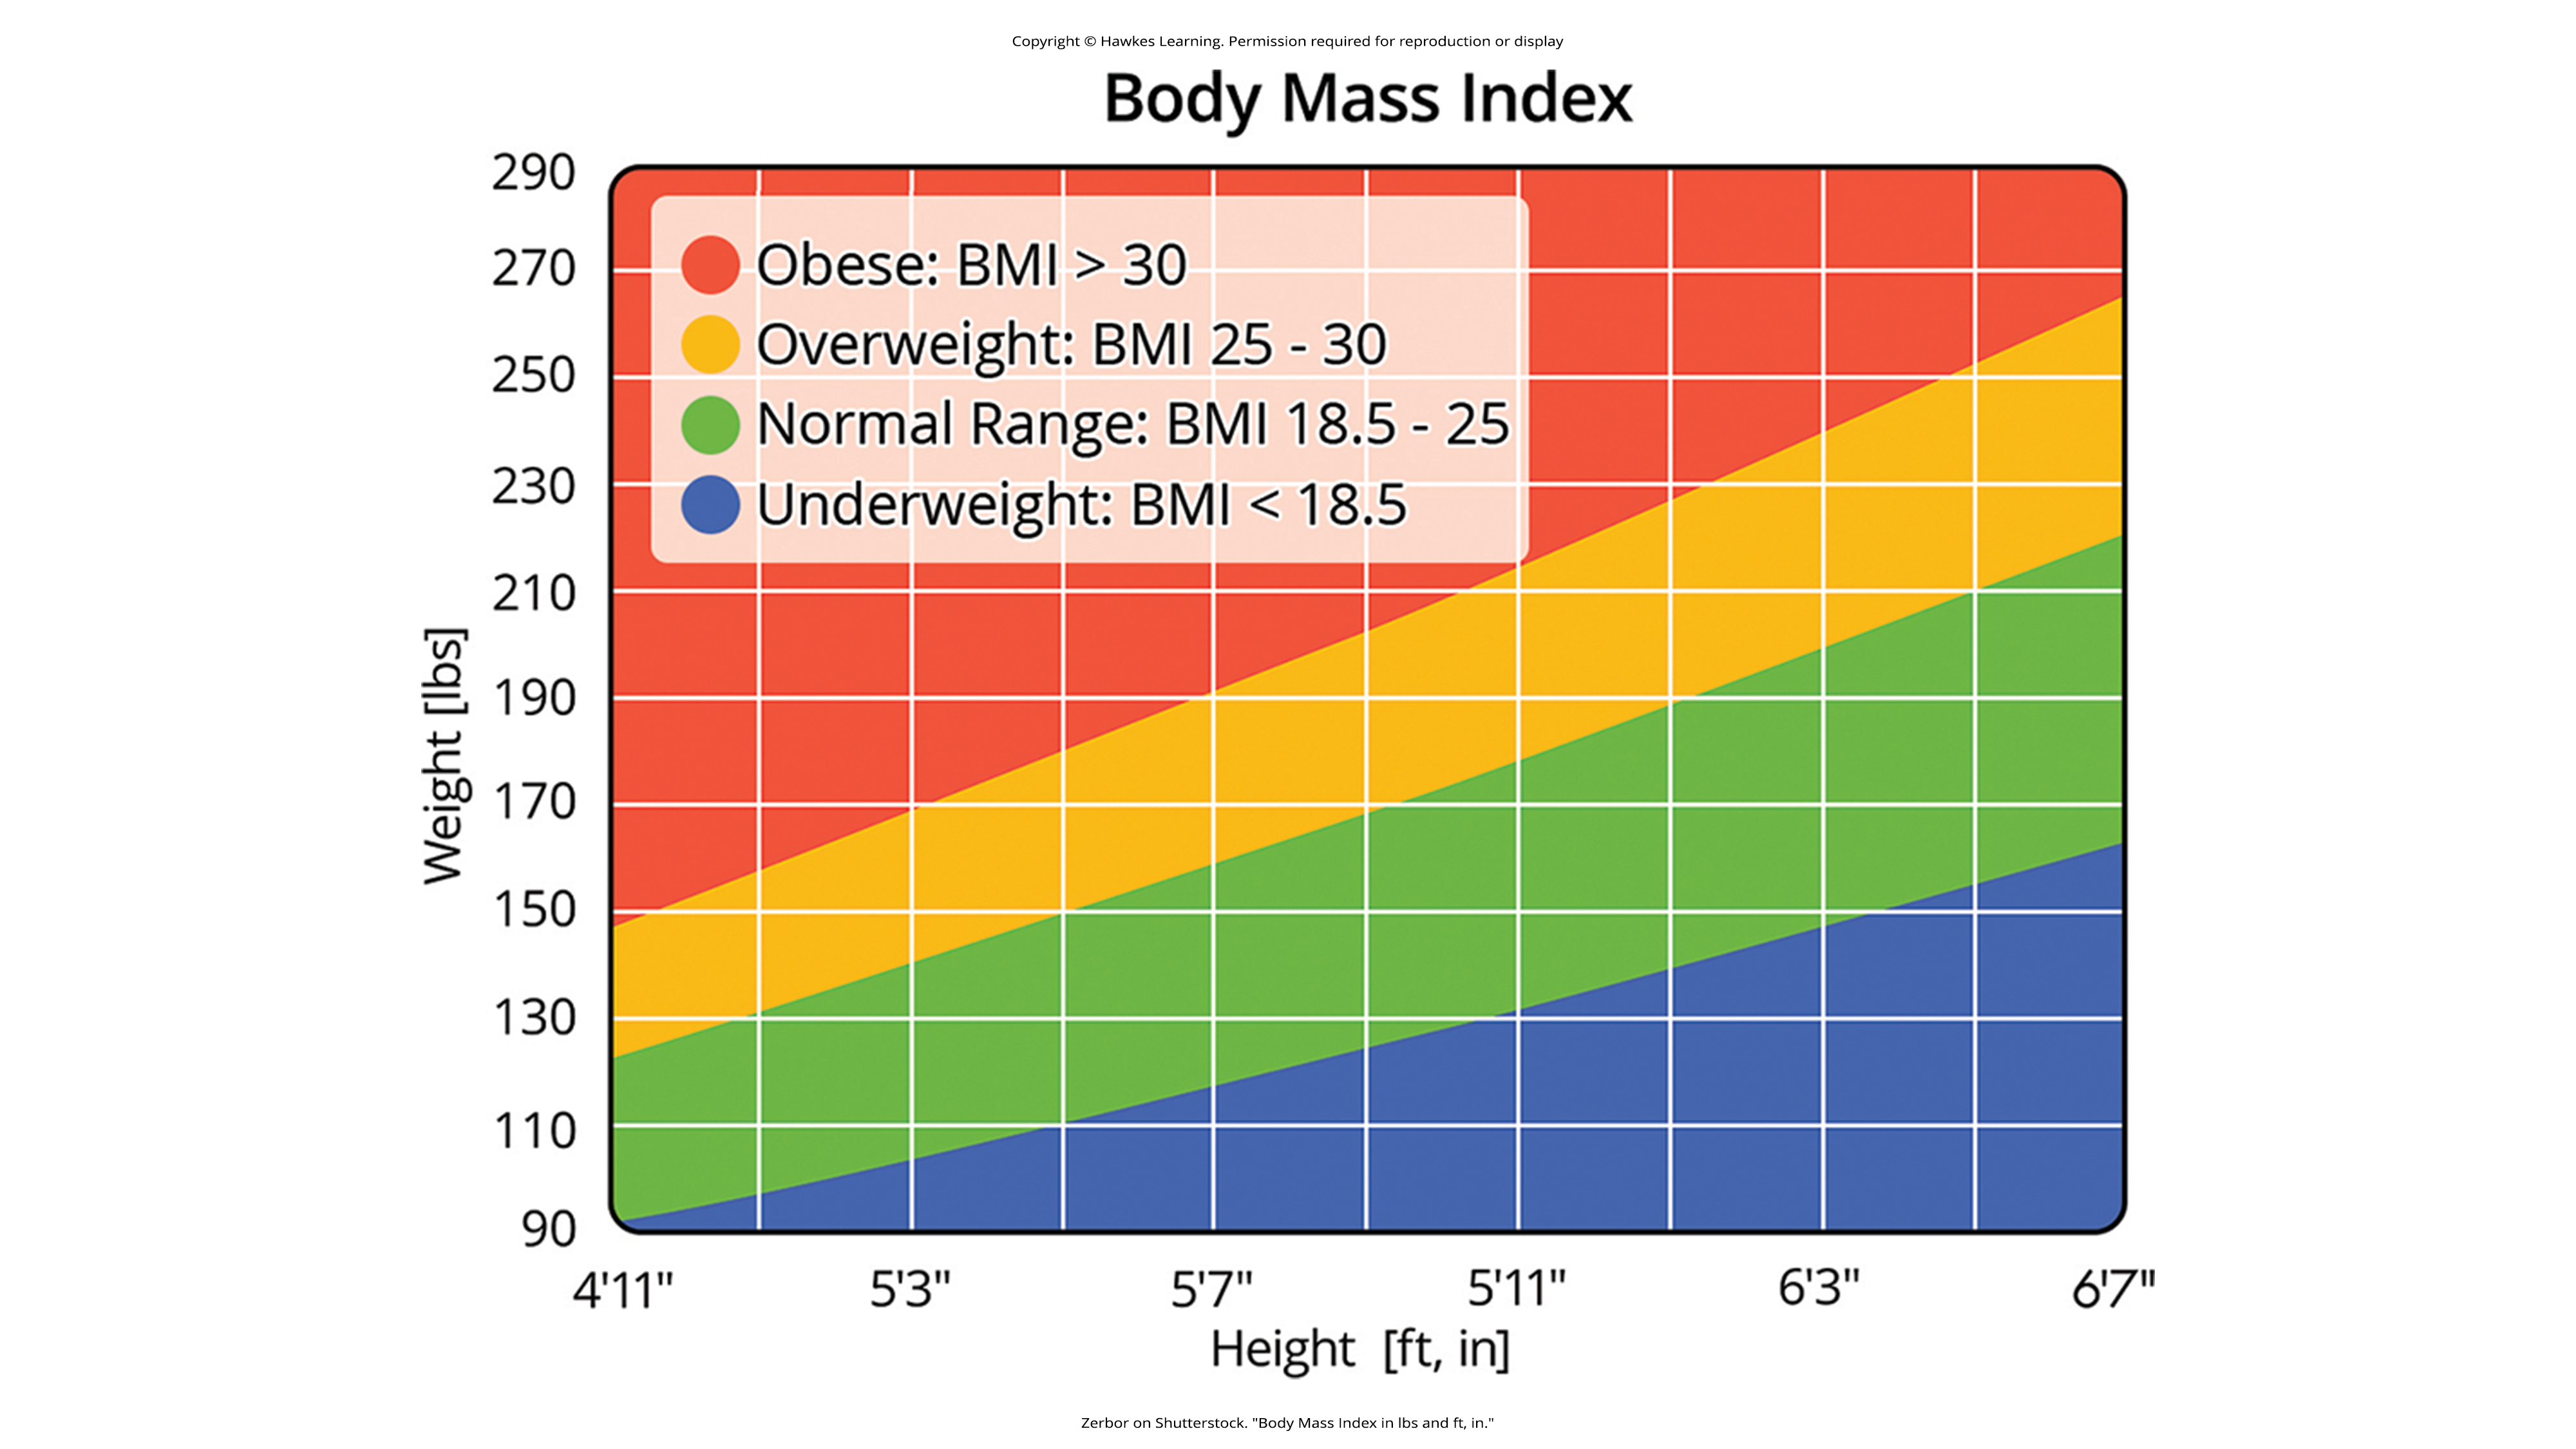 Copyright © Hawkes Learning. Permission required for reproduction or display
Body Mass Index
290
270
250
230
210
190
170
150
130
110
90
Weight [lbs]
Obese: BMI > 30
Overweight: BMI 25 - 30
Normal Range: BMI 18.5 - 25
Underweight: BMI < 18.5
4'11" 5'3" 5'7" 5'11" 6'3" 6'7"
Height [ft, in]
Zerbor on Shutterstock. "Body Mass Index in lbs and ft, in."